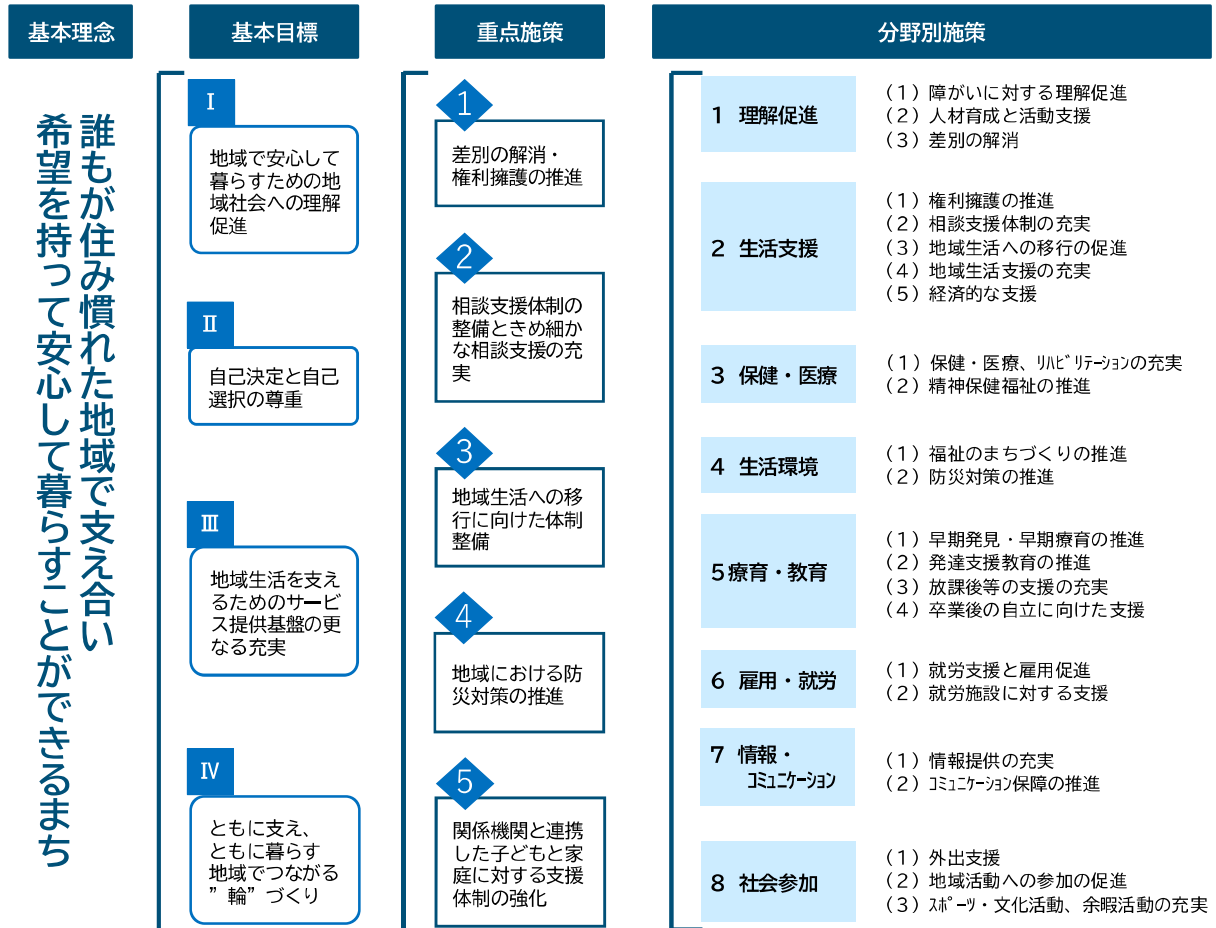 基本理念
基本目標
重点施策
分野別施策
誰もが住み慣れた地域で支え合い
希望を持って安心して暮らすことができるまち
Ⅰ
地域で安心して
暮らすための地
域社会への理解
促進
Ⅱ
自己決定と自己
選択の尊重
Ⅲ
地域生活を支え
るためのサービ
ス提供基盤の更
なる充実
Ⅳ
ともに支え、
ともに暮らす
地域でつながる
”輪”づくり
1
差別の解消・
権利擁護の推進
2
相談支援体制の
整備ときめ細か
な相談支援の充
実
3
地域生活への移
行に向けた体制
整備
4
地域における防
災対策の推進
5
関係機関と連携
した子どもと家
庭に対する支援
体制の強化
1 理解促進
（1）障がいに対する理解促進
（2）人材育成と活動支援
（3）差別の解消
2 生活支援
（1）権利擁護の推進
（2）相談支援体制の充実
（3）地域生活への移行の促進
（4）地域生活支援の充実
（5）経済的な支援
3 保健・医療
（1）保健・医療、ﾘﾊﾋﾞﾘﾃｰｼｮﾝの充実
（2）精神保健福祉の推進
4 生活環境
（1）福祉のまちづくりの推進
（2）防災対策の推進
5療育・教育
（1）早期発見・早期療育の推進
（2）発達支援教育の推進
（3）放課後等の支援の充実
（4）卒業後の自立に向けた支援
6 雇用・就労
（1）就労支援と雇用促進
（2）就労施設に対する支援
7 情報・
ｺﾐｭﾆｹｰｼｮﾝ
（1）情報提供の充実
（2）ｺﾐｭﾆｹｰｼｮﾝ保障の推進
8 社会参加
（1）外出支援
（2）地域活動への参加の促進
（3）ｽﾎﾟｰﾂ・文化活動、余暇活動の充実